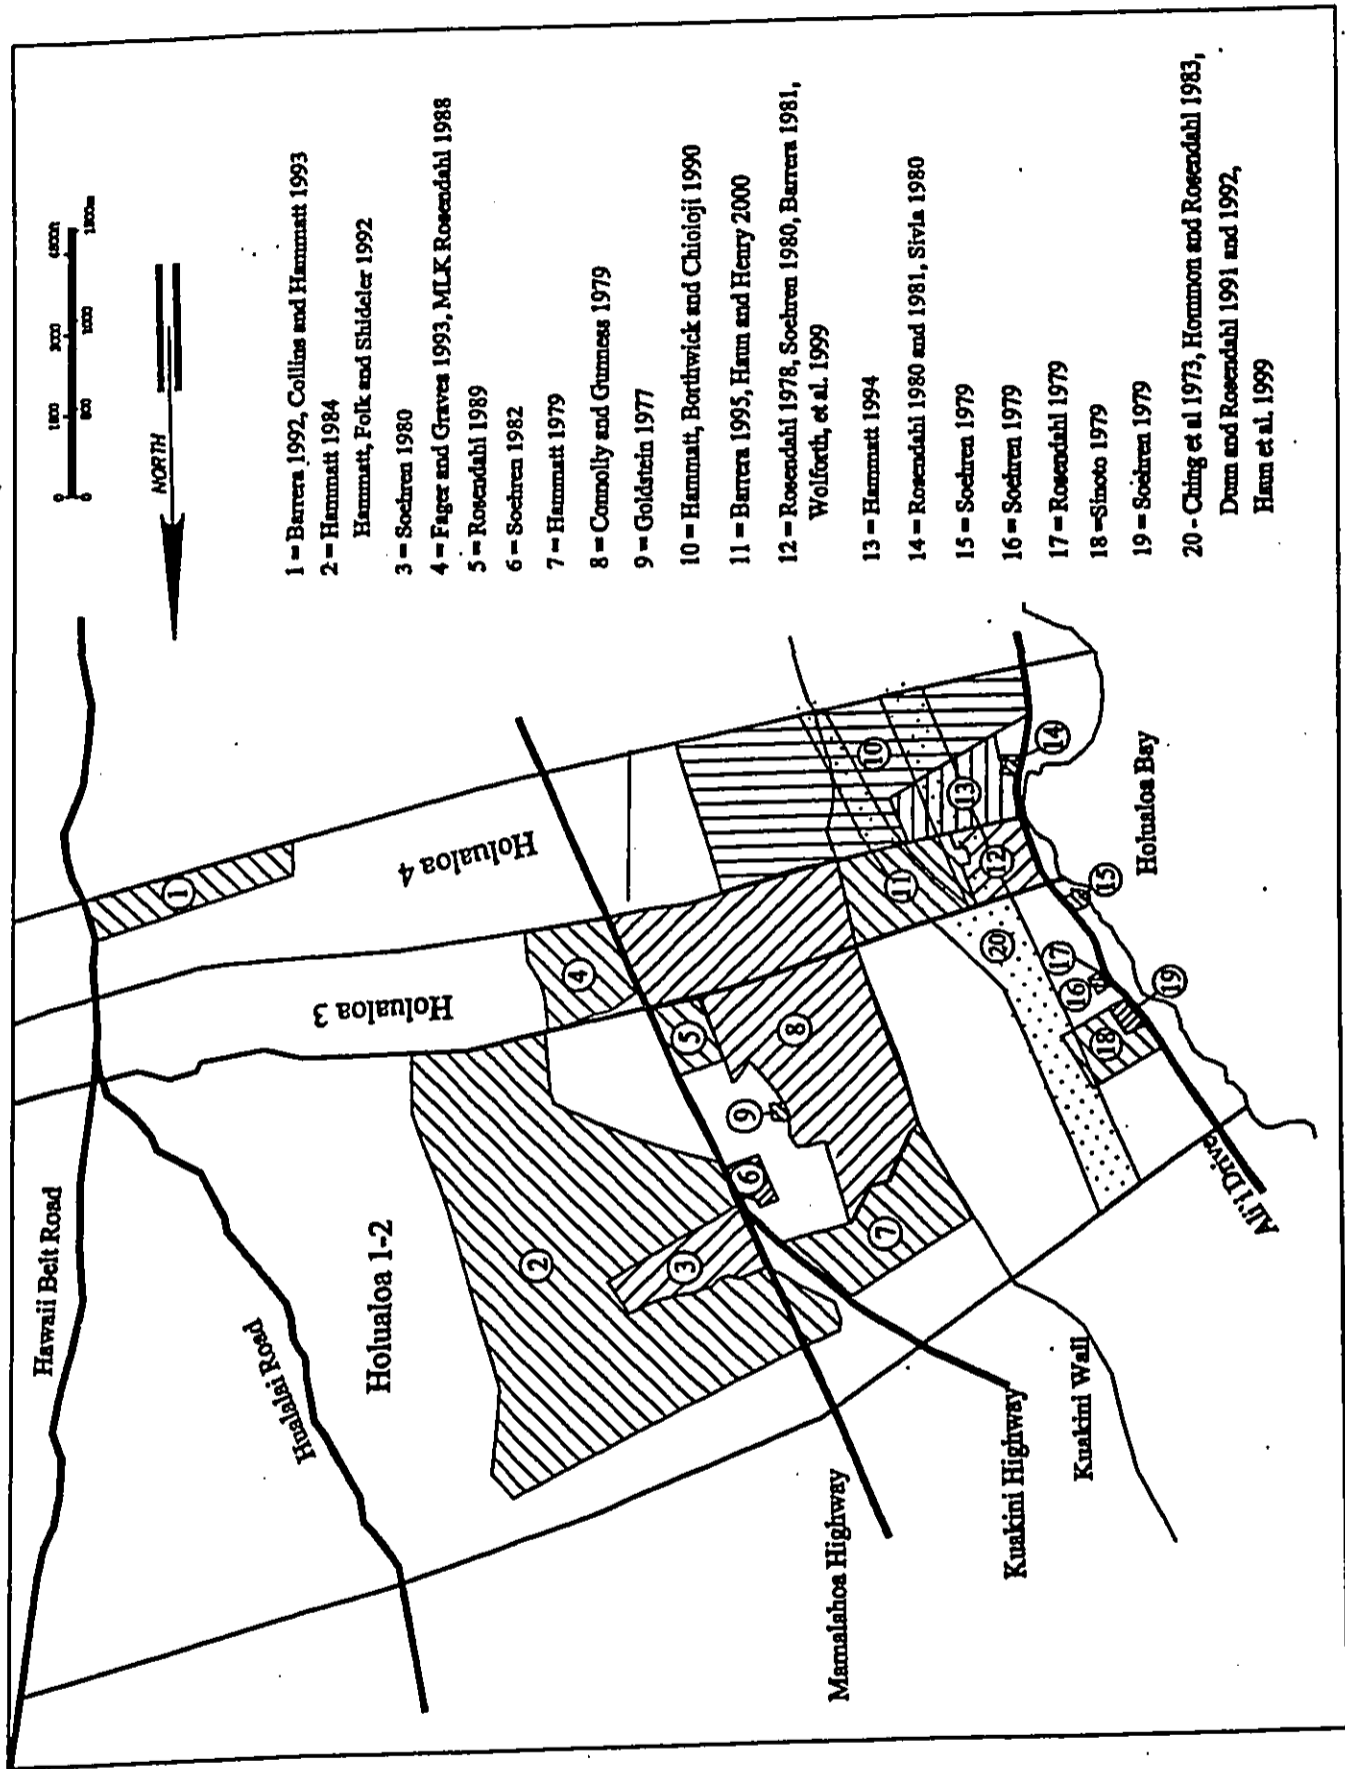 Hawaii Belt Road
Hualalai Road
Holualoa 1-2
Holualoa 3
Holualoa 4
Mamalahoa Highway
Kuakini Highway
Kuakini Wall
Ali'i Drive
Holualoa Bay
1
2
3
4
5
6
7
8
9
10
11
12
13
14
15
16
17
18
19
20
NORTH
0
0
500
1000
2000
1000
1 = Barrera 1992, Collins and Hammatt 1993
2 = Hammatt 1984
Hammatt, Folk and Shideler 1992
3 = Soehren 1980
4 = Fager and Graves 1993, MLK Rosendahl 1988
5 = Rosendahl 1989
6 = Soehren 1982
7 = Hammatt 1979
8 = Connolly and Gunness 1979
9 = Goldstein 1977
10 = Hammatt, Borthwick and Chioioji 1990
11 = Barrera 1995, Haun and Henry 2000
12 = Rosendahl 1978, Soehren 1980, Barrera 1981,
Wolforth, et al. 1999
13 = Hammatt 1994
14 = Rosendahl 1980 and 1981, Sivla 1980
15 = Soehren 1979
16 = Soehren 1979
17 = Rosendahl 1979
18 = Sinoto 1979
19 = Soehren 1979
20 - Ching et al 1973, Hommon and Rosendahl 1983,
Dunn and Rosendahl 1991 and 1992,
Haun et al. 1999